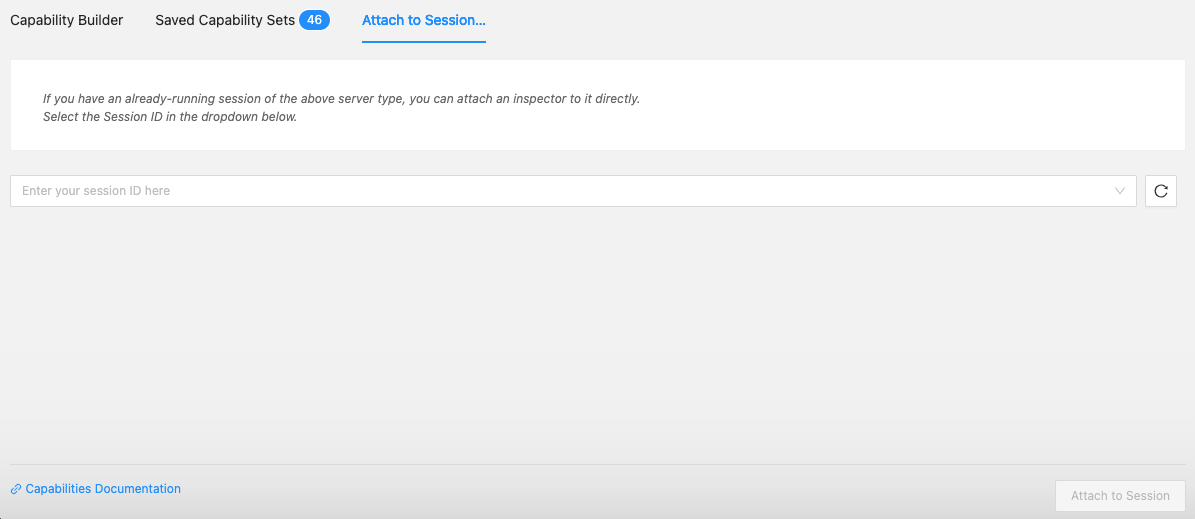 Capability Builder Saved Capability Sets 46 Attach to Session...
If you have an already-running session of the above server type, you can attach an inspector to it directly.
Select the Session ID in the dropdown below.
Enter your session ID here
Capabilities Documentation
Attach to Session